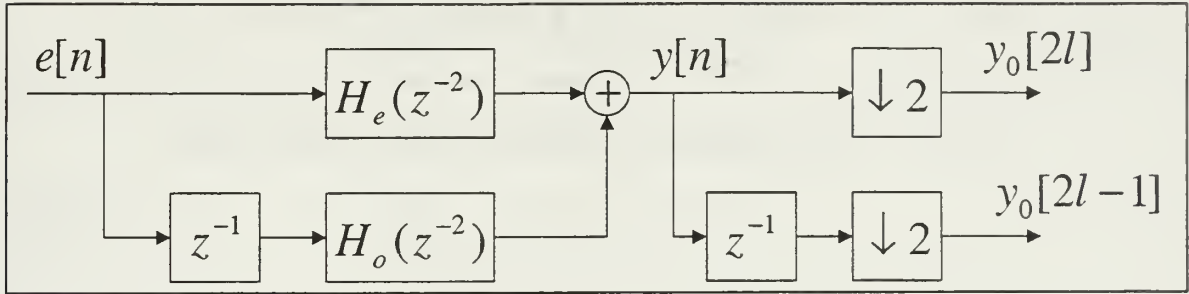 e[n]
H_e(z^{-2})
+
y[n]
↓ 2
y_0[2l]
z^{-1}
H_o(z^{-2})
z^{-1}
↓ 2
y_0[2l-1]